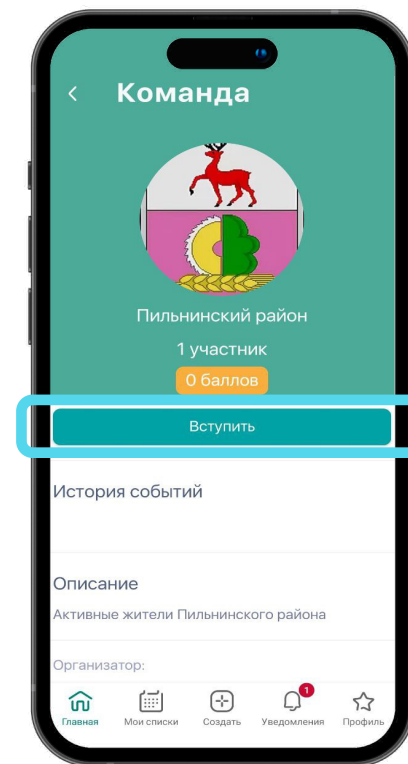 Команда
Пильнинский район
1 участник
0 баллов
Вступить
История событий
Описание
Активные жители Пильнинского района
Организатор:
1
Главная
Мои списки
Создать
Уведомления
Профиль